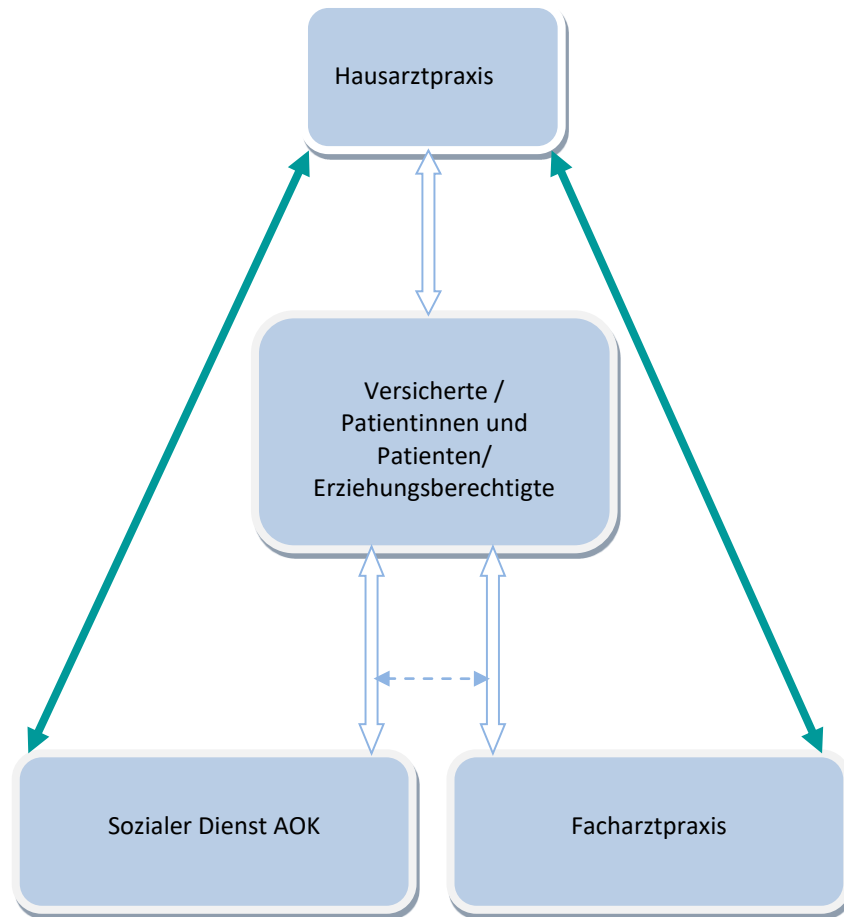 Hausarztpraxis
Versicherte /
Patientinnen und
Patienten/
Erziehungsberechtigte
Sozialer Dienst AOK
Facharztpraxis